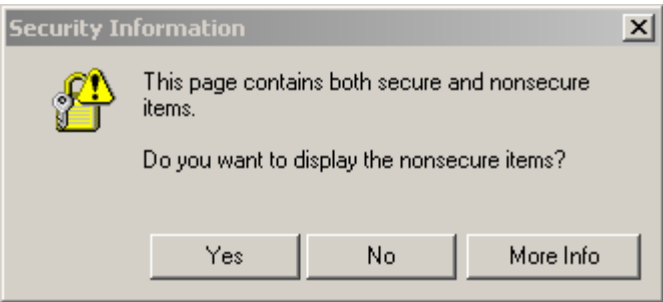 Security Information
This page contains both secure and nonsecure
items.
Do you want to display the nonsecure items?
Yes
No
More Info